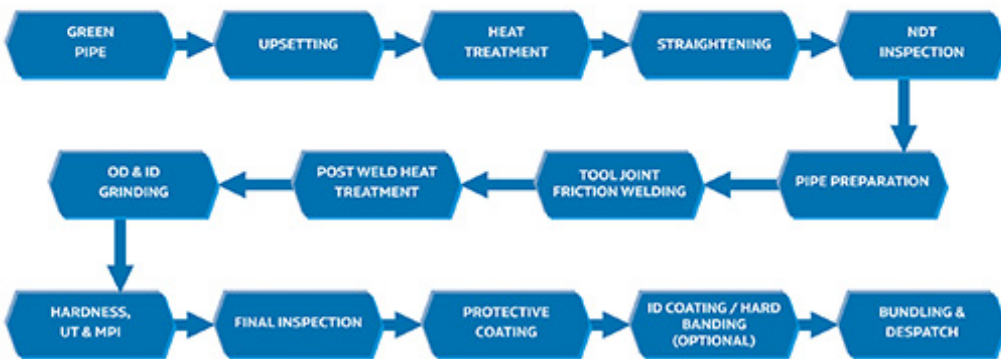 GREEN
PIPE
UPSETTING
HEAT
TREATMENT
STRAIGHTENING
NDT
INSPECTION
PIPE PREPARATION
TOOL JOINT
FRICTION WELDING
POST WELD HEAT
TREATMENT
OD & ID
GRINDING
HARDNESS,
UT & MPI
FINAL INSPECTION
PROTECTIVE
COATING
ID COATING / HARD
BANDING
(OPTIONAL)
BUNDLING &
DESPATCH